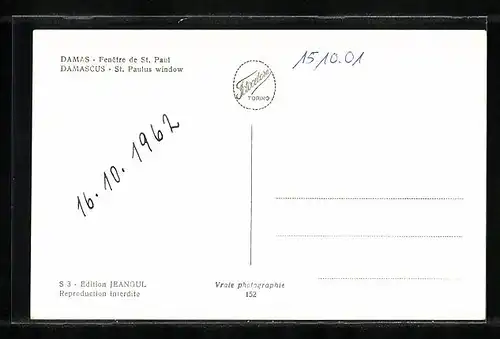 DAMAS - Fenêtre de St. Paul
DAMASCUS - St. Paulus window
TORINO
15 10.01
16.10.1962
S 3 - Edition JEANGUL
Reproduction interdite
Vraie photographie
152